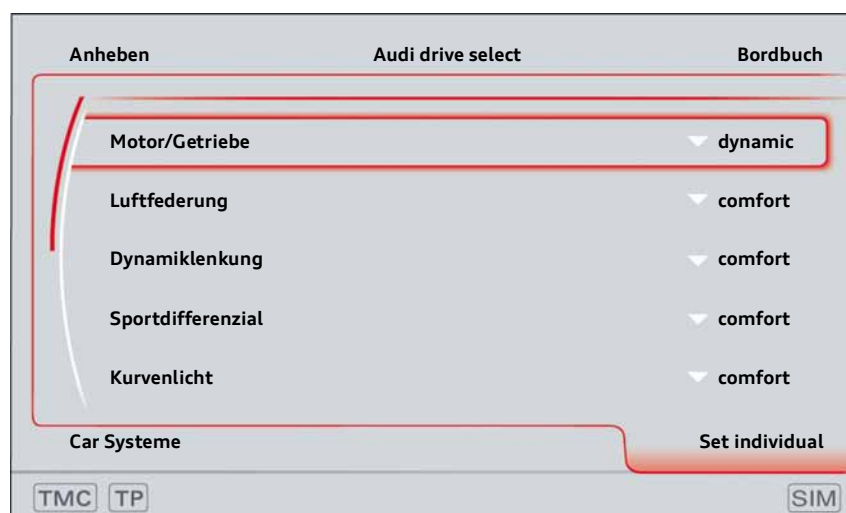 Anheben Audi drive select Bordbuch
Motor/Getriebe dynamic
Luftfederung comfort
Dynamiklenkung comfort
Sportdifferenzial comfort
Kurvenlicht comfort
Car Systeme Set individual
TMC TP SIM